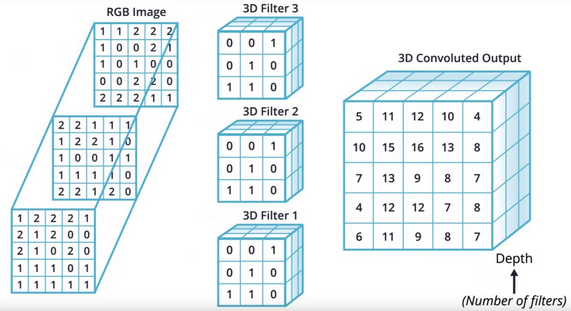 RGB Image
1 1 2 2 2
1 0 0 2 1
1 0 1 0 0
0 0 2 2 0
2 2 2 1 1
2 2 1 1 1
1 2 2 1 0
1 0 0 1 1
1 1 1 1 0
2 2 1 2 0
1 2 2 2 1
2 1 2 0 0
2 1 0 2 0
1 1 1 0 1
1 1 1 1 1
3D Filter 3
0 0 1
0 1 0
1 1 0
3D Filter 2
0 0 1
0 1 0
1 1 0
3D Filter 1
0 0 1
0 1 0
1 1 0
3D Convoluted Output
5 11 12 10 4
10 15 16 13 8
7 13 9 8 7
4 12 12 7 8
6 11 9 8 7
Depth
(Number of filters)